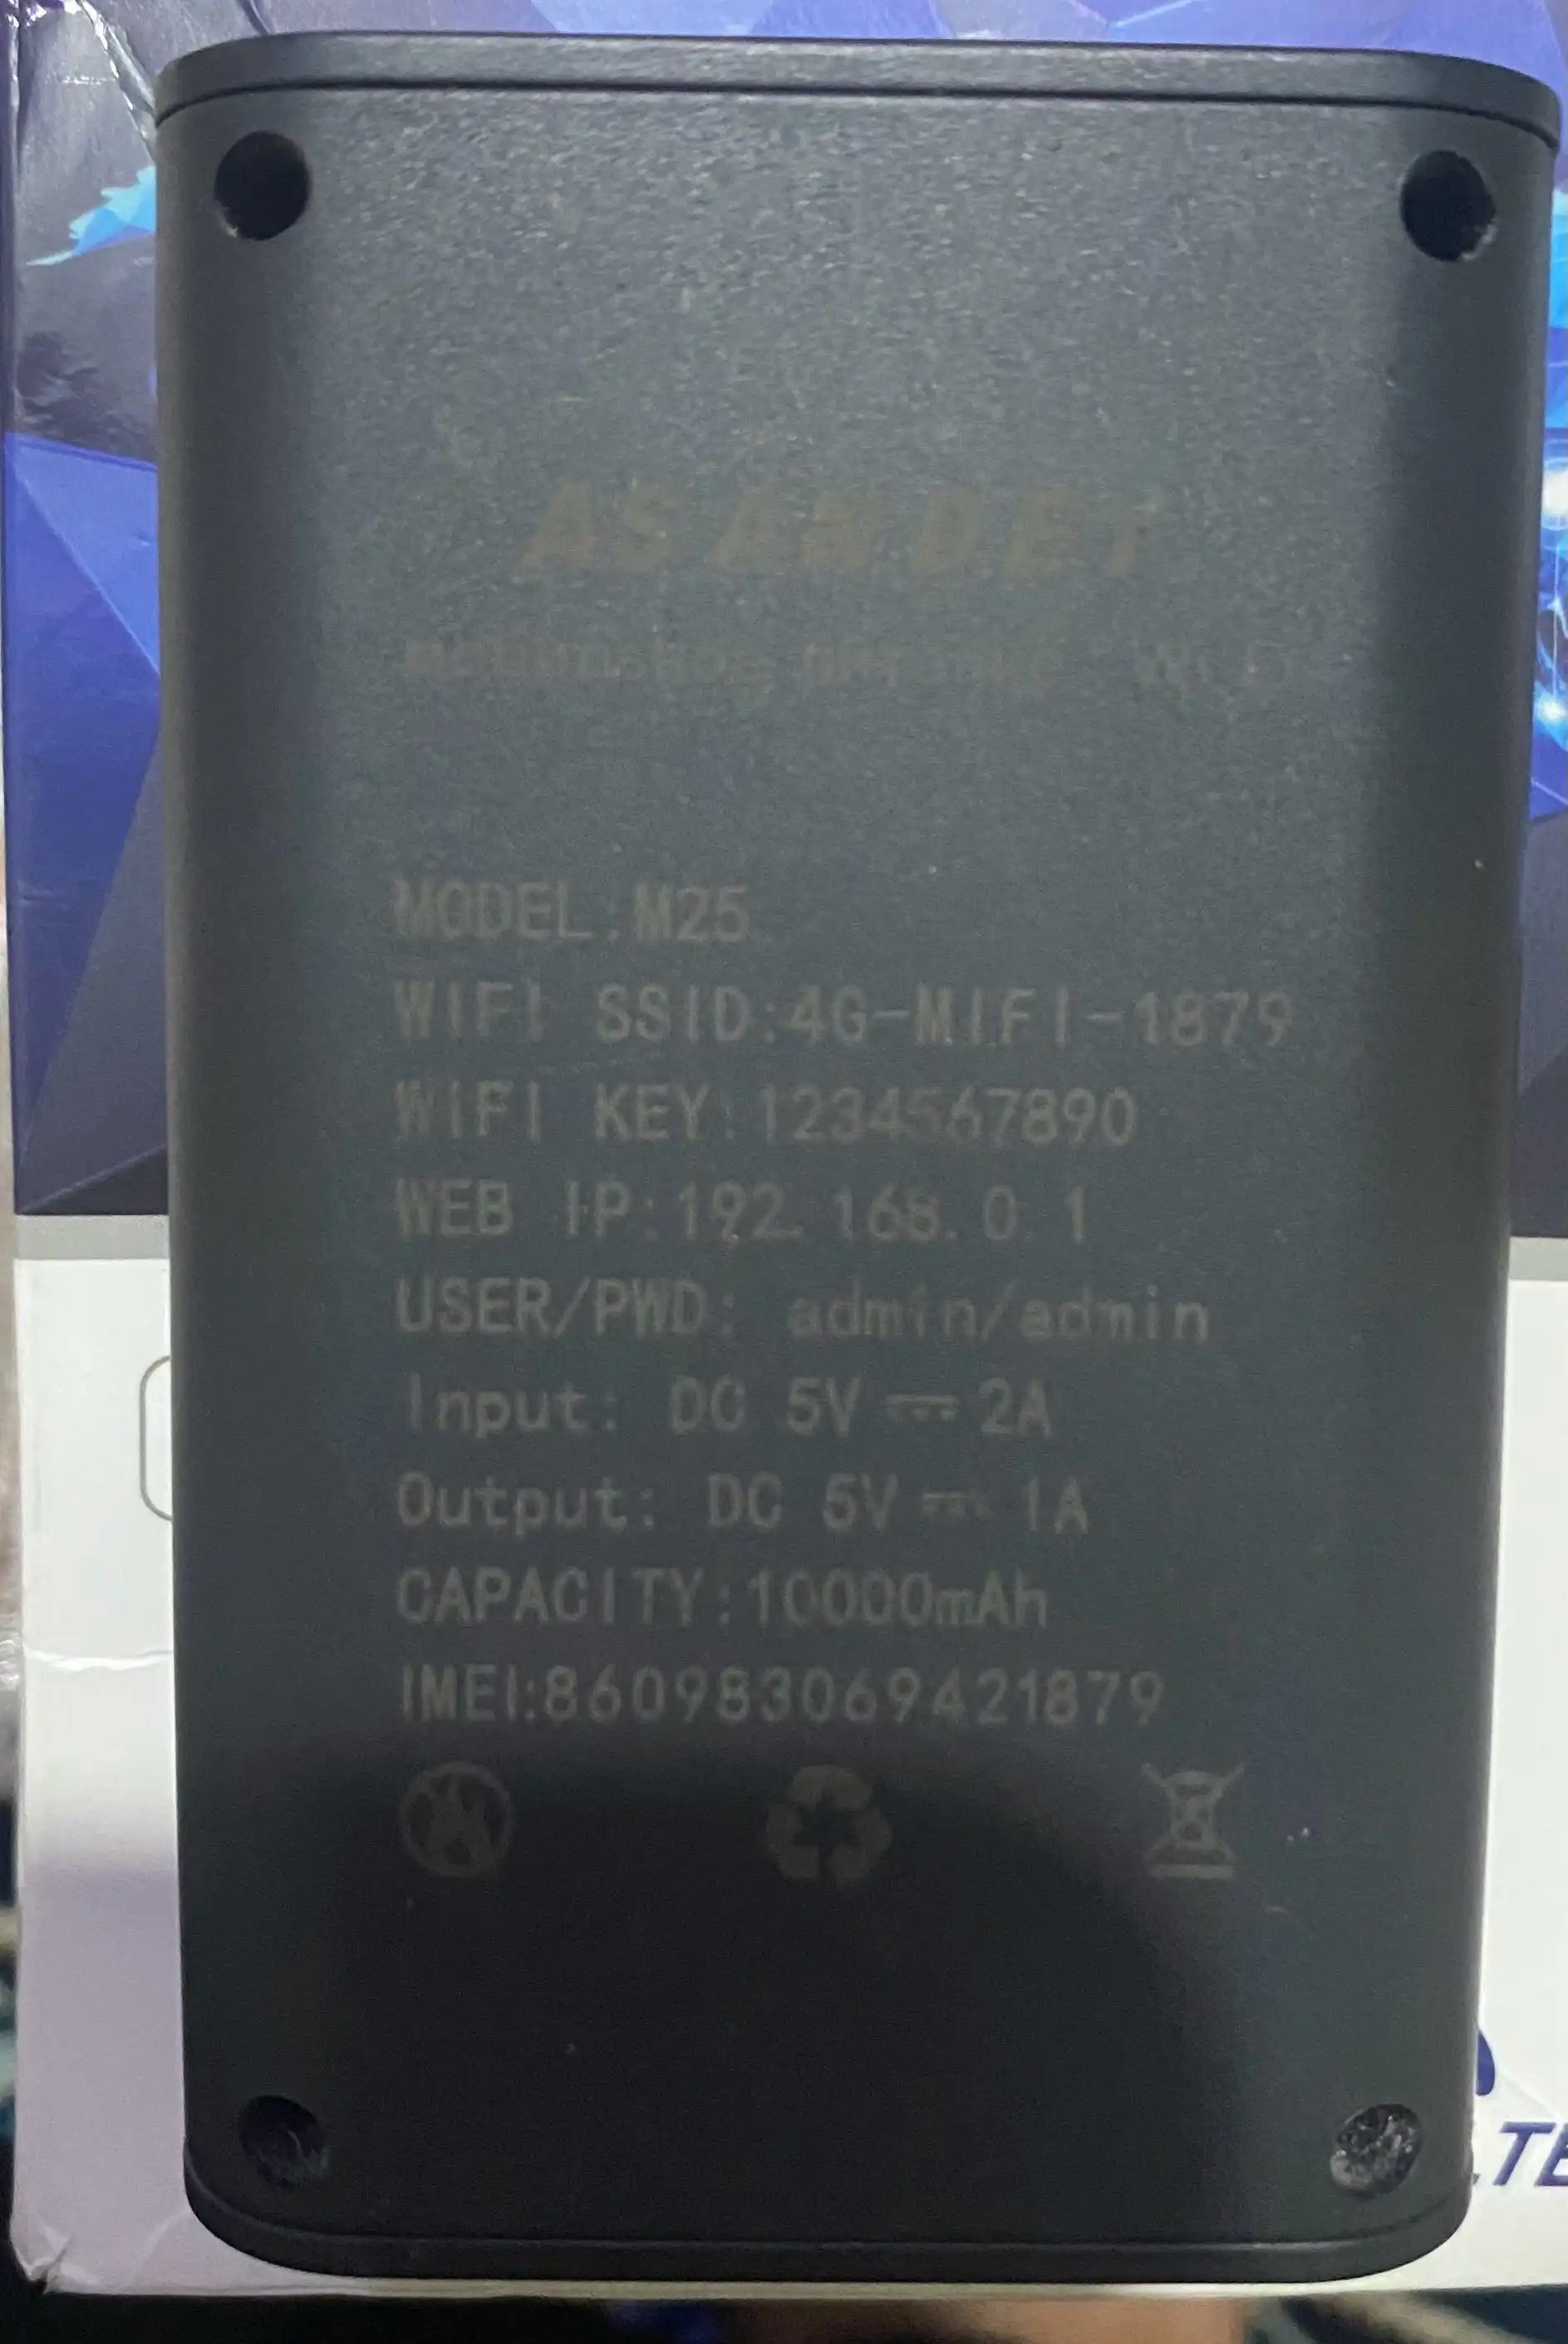 MODEL:M25
WIFI SSID:4G-MIFI-1879
WIFI KEY:1234567890
WEB IP:192.168.0.1
USER/PWD: admin/admin
Input: DC 5V ⎓ 2A
Output: DC 5V ⎓ 1A
CAPACITY:10000mAh
IMEI:860983069421879